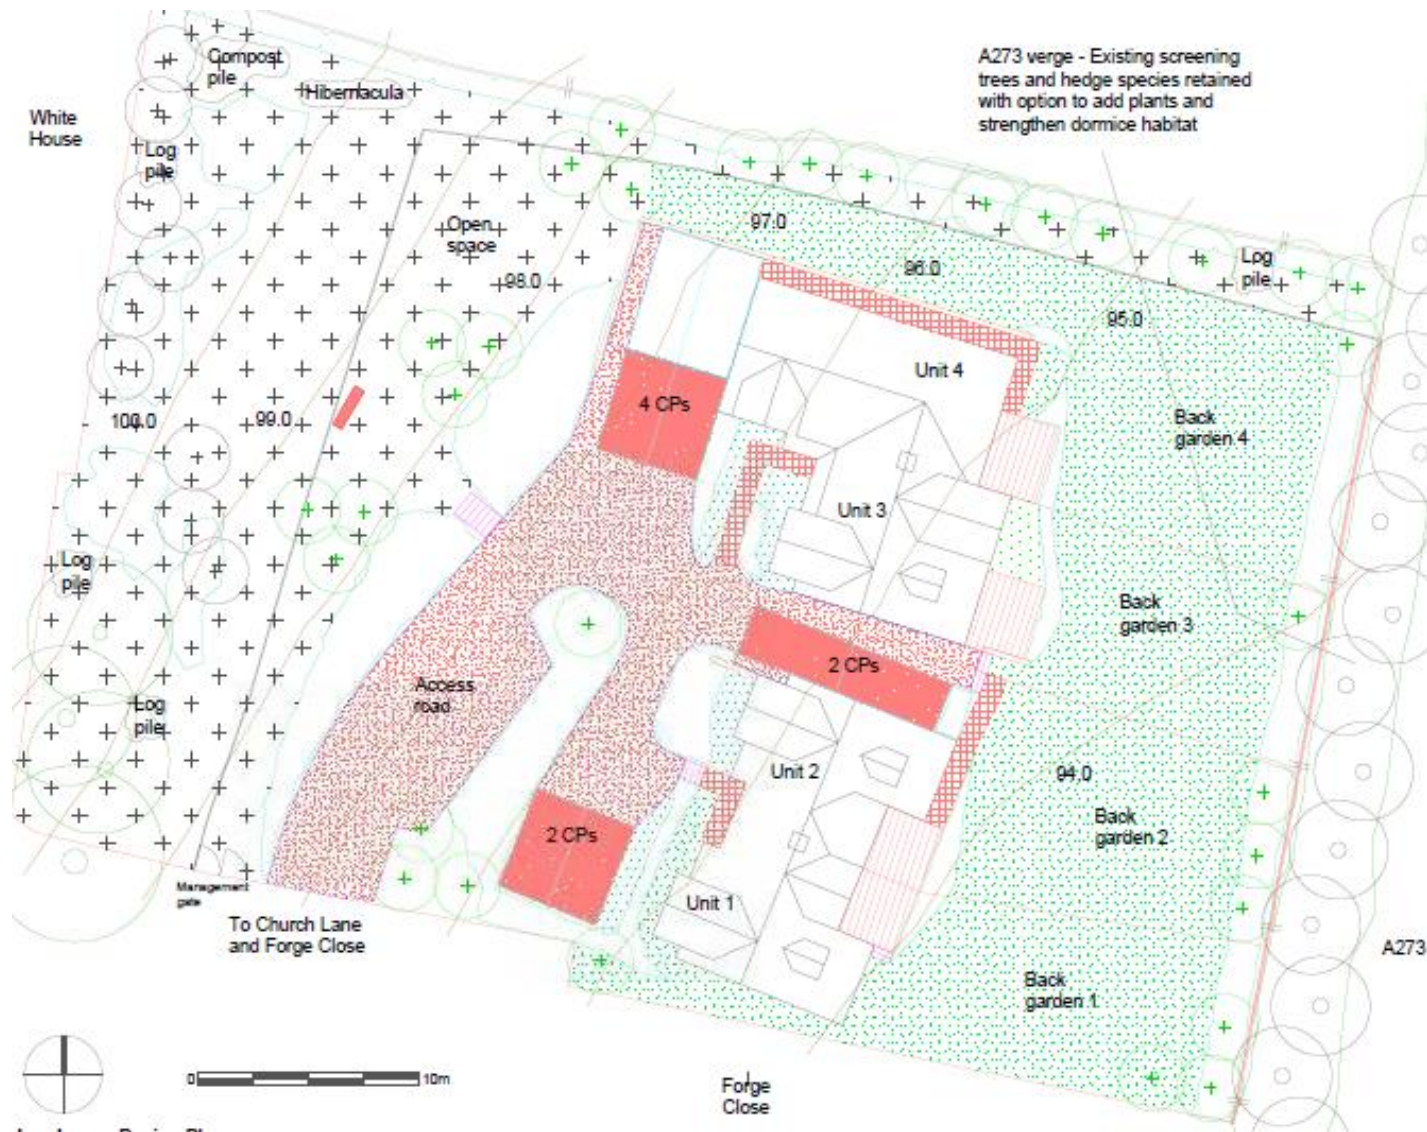 Compost
pile
Hibernacula
A273 verge - Existing screening
trees and hedge species retained
with option to add plants and
strengthen dormice habitat
White
House
Log
pile
Open
space
97.0
96.0
98.0
95.0
Log
pile
Unit 4
4 CPs
100.0
99.0
Back
garden 4
Unit 3
Log
pile
Back
garden 3
2 CPs
Access
road
Log
pile
Unit 2
94.0
2 CPs
Back
garden 2
Management
gate
Unit 1
To Church Lane
and Forge Close
A273
Back
garden 1
0
10m
Forge
Close